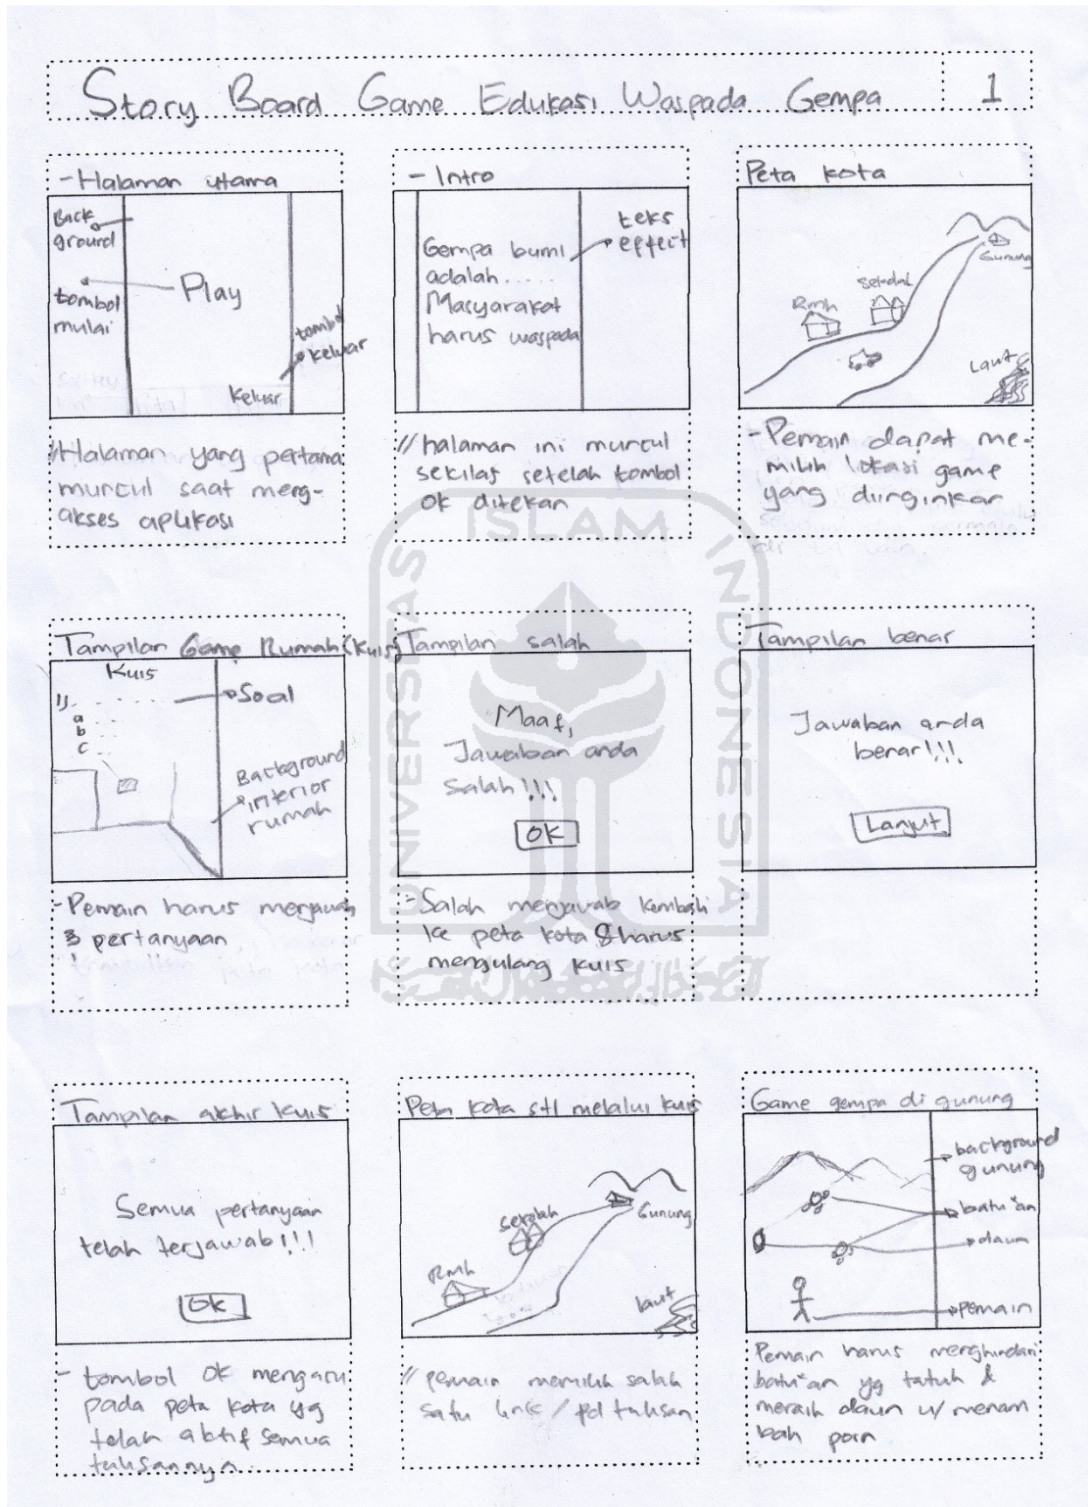 Story Board Game Edukasi Waspada Gempa
1
- Halaman utama
Back
ground
tombol
mulai
Play
tombol
keluar
Keluar
// Halaman yang pertama
muncul saat meng-
akses aplikasi
- Intro
Gempa bumi
adalah.....
Masyarakat
harus waspada
teks
effect
// halaman ini muncul
sekilas setelah tombol
OK ditekan
Peta kota
Gunung
sekolah
Rmh
Laut
- Pemain dapat me-
milih lokasi game
yang diinginkan
Tampilan Game Rumah (Kuis)
Kuis
1).
a
b
c
Soal
Background
interior
rumah
- Pemain harus menjawab
3 pertanyaan
Tampilan salah
Maaf,
Jawaban anda
Salah!!!
OK
- Salah menjawab kembali
ke peta kota & harus
mengulang kuis
Tampilan benar
Jawaban anda
benar!!!
Lanjut
Tampilan akhir kuis
Semua pertanyaan
telah terjawab!!!
OK
- tombol OK mengacu
pada peta kota yg
telah aktif semua
tulisannya
Peta kota stl melalui kuis
Sekolah
Gunung
Rmh
laut
// pemain memilih salah
satu link / pd tulisan
Game gempa di gunung
background
gunung
batu"an
daun
pemain
Pemain harus menghindari
batu"an yg jatuh &
meraih daun u/ menam
bah poin
UNIVERSITAS ISLAM INDONESIA